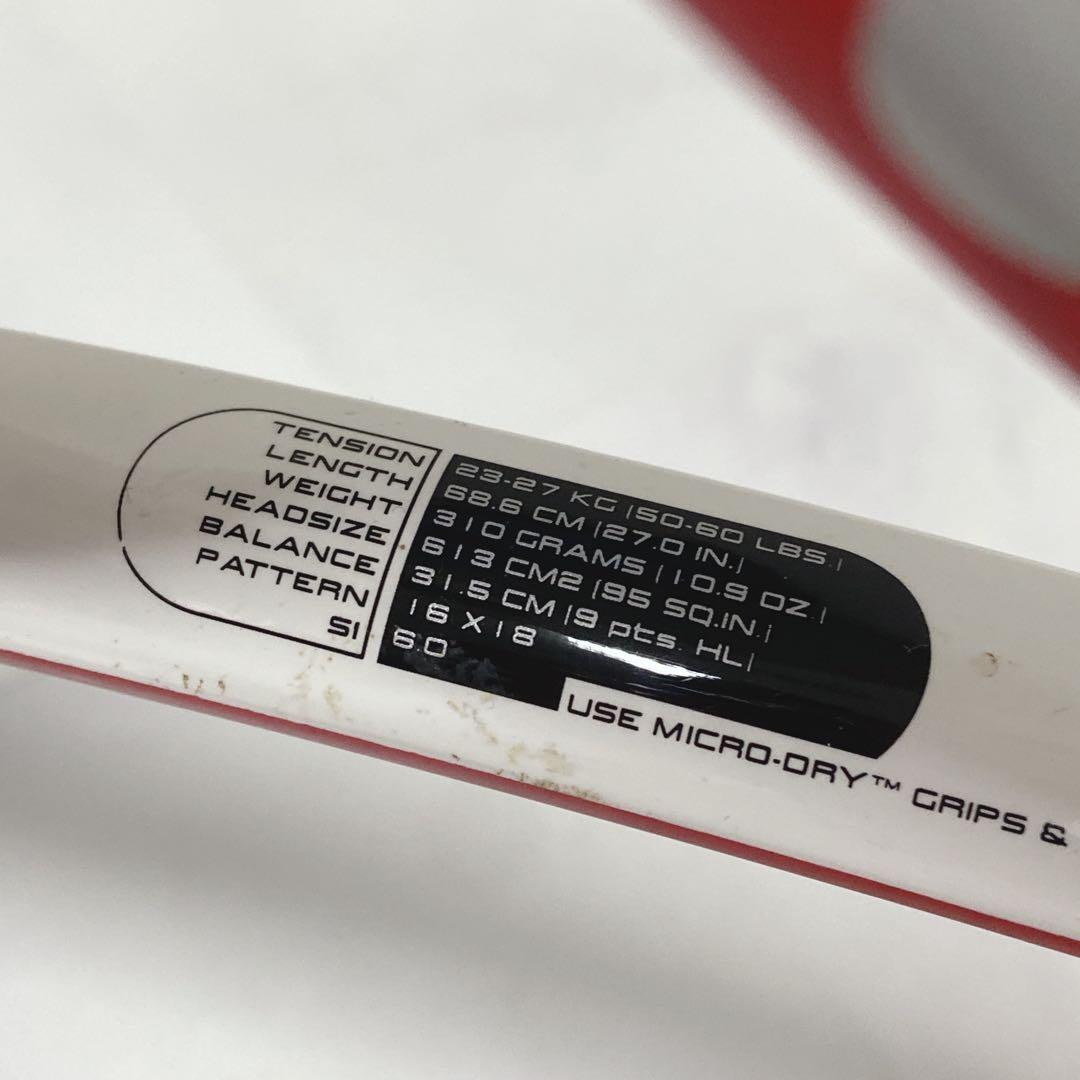 TENSION 23-27 KG (50-60 LBS.)
LENGTH 68.6 CM (27.0 IN.)
WEIGHT 310 GRAMS (10.9 OZ.)
HEADSIZE 613 CM2 (95 SQ.IN.)
BALANCE 31.5 CM (9 pts. HL)
PATTERN 16 X 18
SI 6.0
USE MICRO-DRY™ GRIPS &